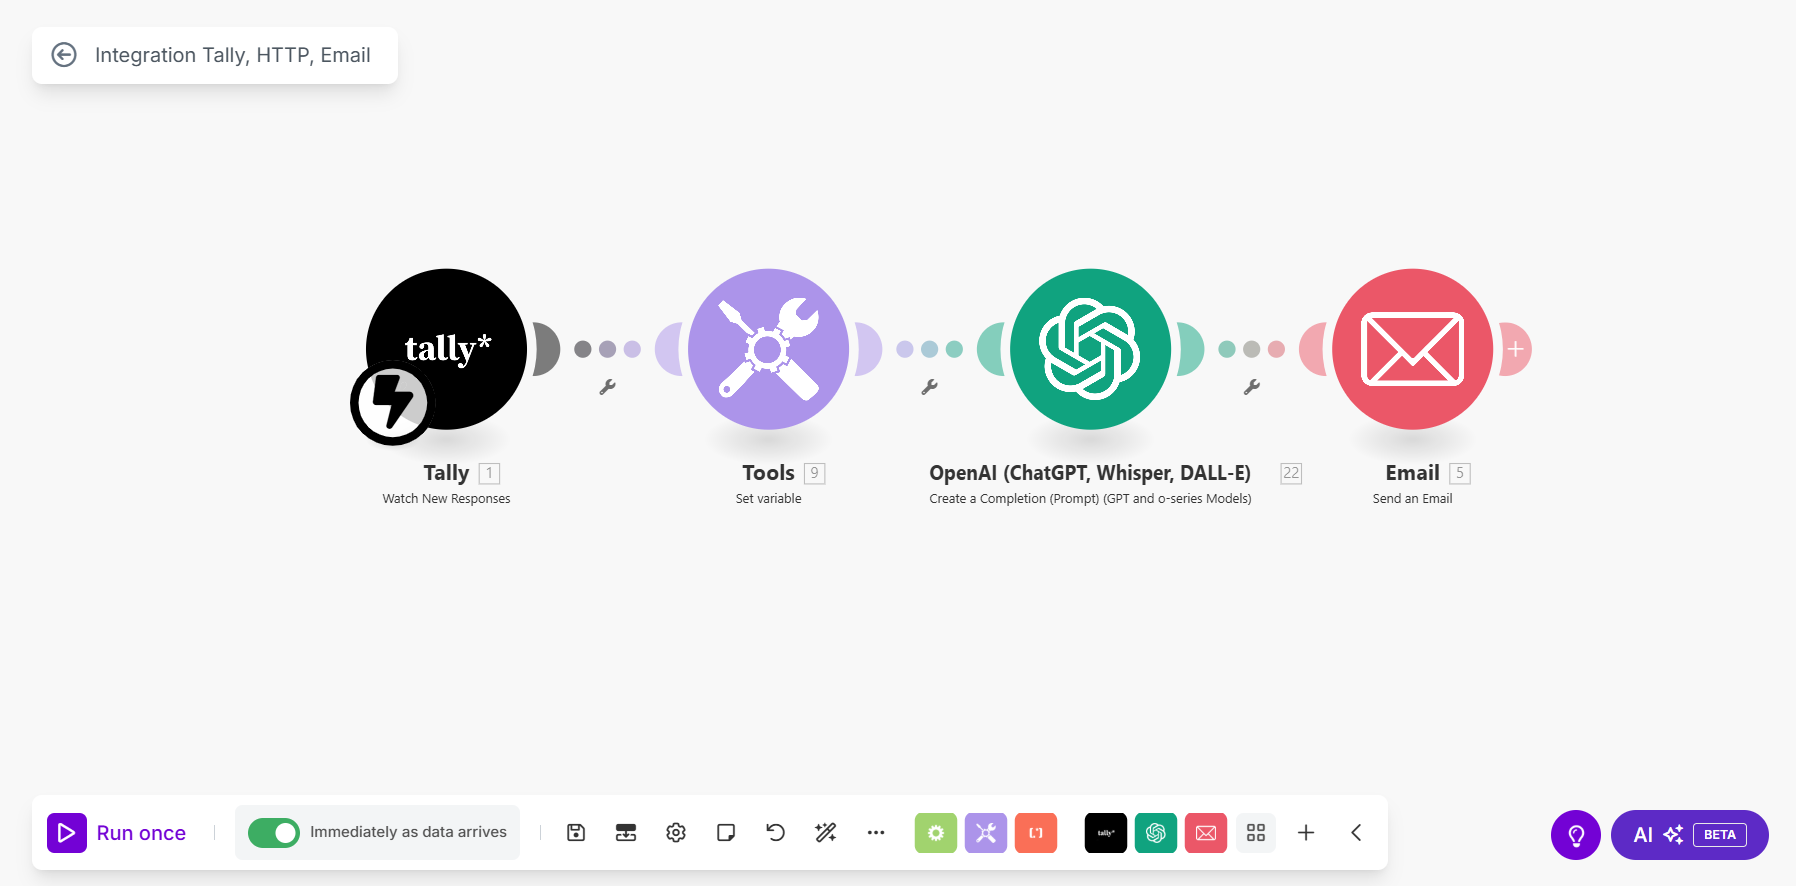 Integration Tally, HTTP, Email
tally*
Tally 1
Watch New Responses
Tools 9
Set variable
OpenAI (ChatGPT, Whisper, DALL-E) 22
Create a Completion (Prompt) (GPT and o-series Models)
Email 5
Send an Email
Run once
Immediately as data arrives
tally*
AI BETA